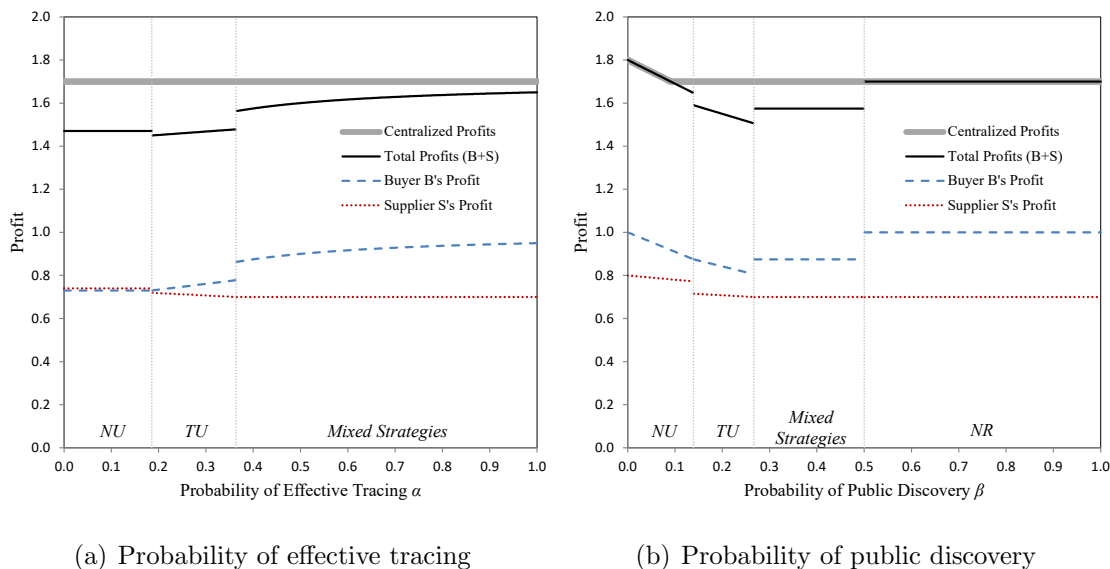 2.0
1.8
1.6
1.4
1.2
1.0
0.8
0.6
0.4
0.2
0.0
Profit
Centralized Profits
Total Profits (B+S)
Buyer B's Profit
Supplier S's Profit
NU TU Mixed Strategies
0.0 0.1 0.2 0.3 0.4 0.5 0.6 0.7 0.8 0.9 1.0
Probability of Effective Tracing α
(a) Probability of effective tracing
2.0
1.8
1.6
1.4
1.2
1.0
0.8
0.6
0.4
0.2
0.0
Profit
Centralized Profits
Total Profits (B+S)
Buyer B's Profit
Supplier S's Profit
NU TU Mixed
Strategies
NR
0.0 0.1 0.2 0.3 0.4 0.5 0.6 0.7 0.8 0.9 1.0
Probability of Public Discovery β
(b) Probability of public discovery